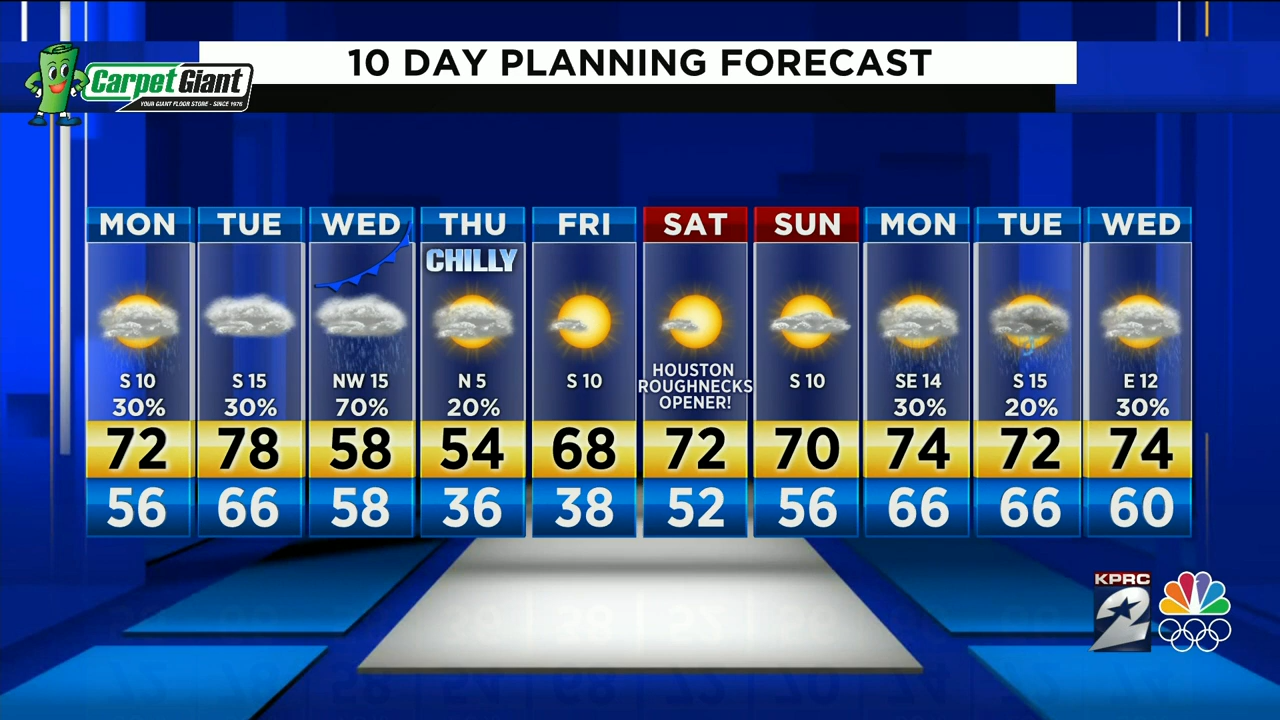 10 DAY PLANNING FORECAST
Carpet Giant
YOUR GIANT FLOOR STORE - SINCE 1976
MON TUE WED THU FRI SAT SUN MON TUE WED
CHILLY
S 10 S 15 NW 15 N 5 S 10 HOUSTON ROUGHNECKS OPENER! S 10 SE 14 S 15 E 12
30% 30% 70% 20% 30% 20% 30%
72 78 58 54 68 72 70 74 72 74
56 66 58 36 38 52 56 66 66 60
KPRC
2